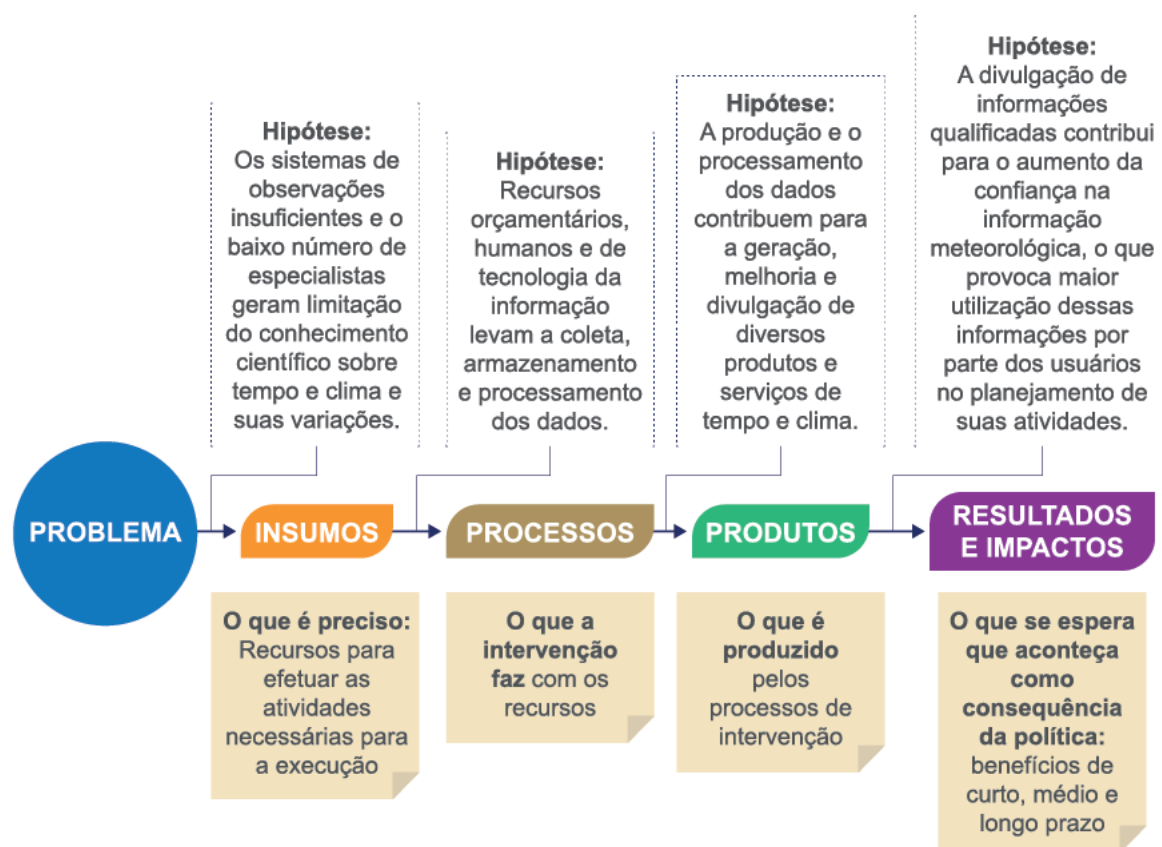 Hipótese:
Os sistemas de
observações
insuficientes e o
baixo número de
especialistas
geram limitação
do conhecimento
científico sobre
tempo e clima e
suas variações.
Hipótese:
Recursos
orçamentários,
humanos e de
tecnologia da
informação
levam a coleta,
armazenamento
e processamento
dos dados.
Hipótese:
A produção e o
processamento
dos dados
contribuem para
a geração,
melhoria e
divulgação de
diversos
produtos e
serviços de
tempo e clima.
Hipótese:
A divulgação de
informações
qualificadas contribui
para o aumento da
confiança na
informação
meteorológica, o que
provoca maior
utilização dessas
informações por
parte dos usuários
no planejamento de
suas atividades.
PROBLEMA
INSUMOS
PROCESSOS
PRODUTOS
RESULTADOS
E IMPACTOS
O que é preciso:
Recursos para
efetuar as
atividades
necessárias para
a execução
O que a
intervenção
faz com os
recursos
O que é
produzido
pelos
processos de
intervenção
O que se espera
que aconteça
como
consequência
da política:
benefícios de
curto, médio e
longo prazo